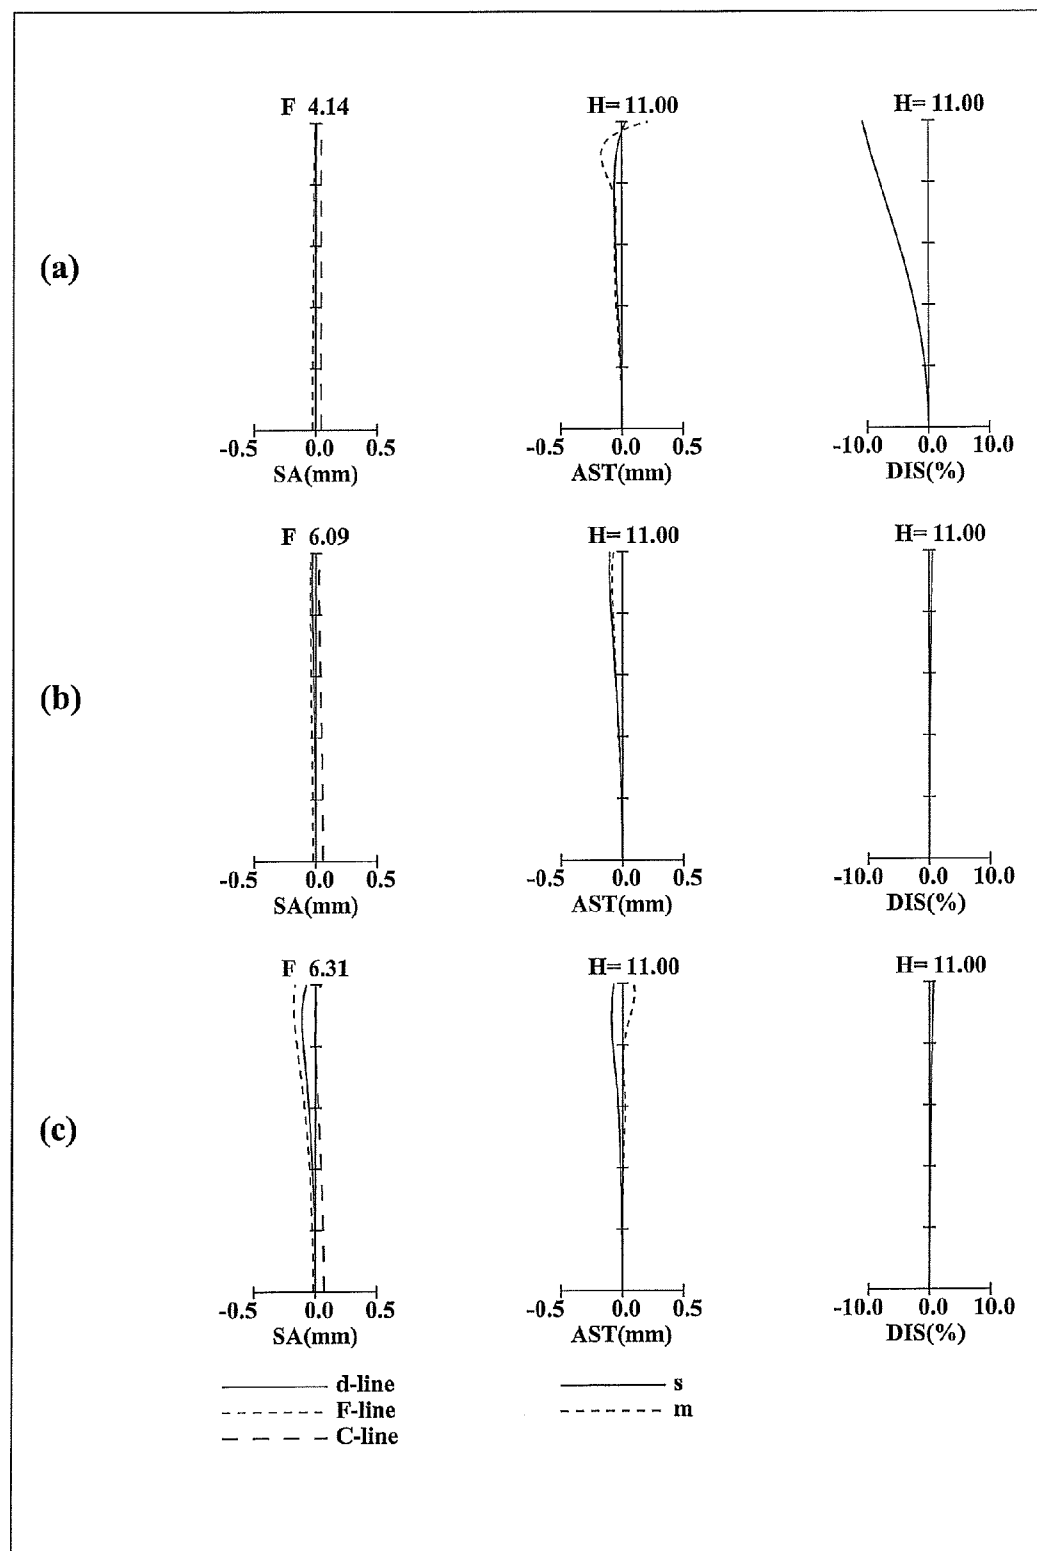 F 4.14 H= 11.00 H= 11.00
(a)
-0.5 0.0 0.5 -0.5 0.0 0.5 -10.0 0.0 10.0
SA(mm) AST(mm) DIS(%)
F 6.09 H= 11.00 H= 11.00
(b)
-0.5 0.0 0.5 -0.5 0.0 0.5 -10.0 0.0 10.0
SA(mm) AST(mm) DIS(%)
F 6.31 H= 11.00 H= 11.00
(c)
-0.5 0.0 0.5 -0.5 0.0 0.5 -10.0 0.0 10.0
SA(mm) AST(mm) DIS(%)
d-line s
F-line m
C-line